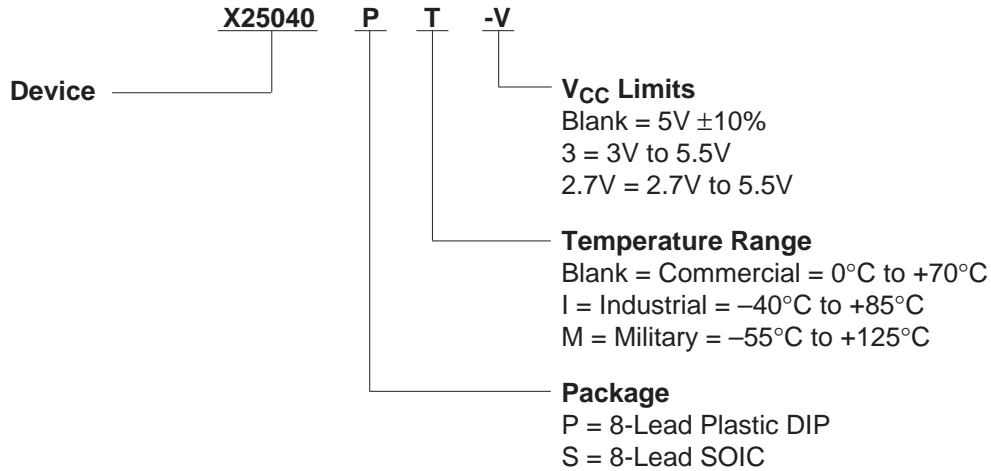 X25040 P T -V
Device
VCC Limits
Blank = 5V ±10%
3 = 3V to 5.5V
2.7V = 2.7V to 5.5V
Temperature Range
Blank = Commercial = 0°C to +70°C
I = Industrial = –40°C to +85°C
M = Military = –55°C to +125°C
Package
P = 8-Lead Plastic DIP
S = 8-Lead SOIC